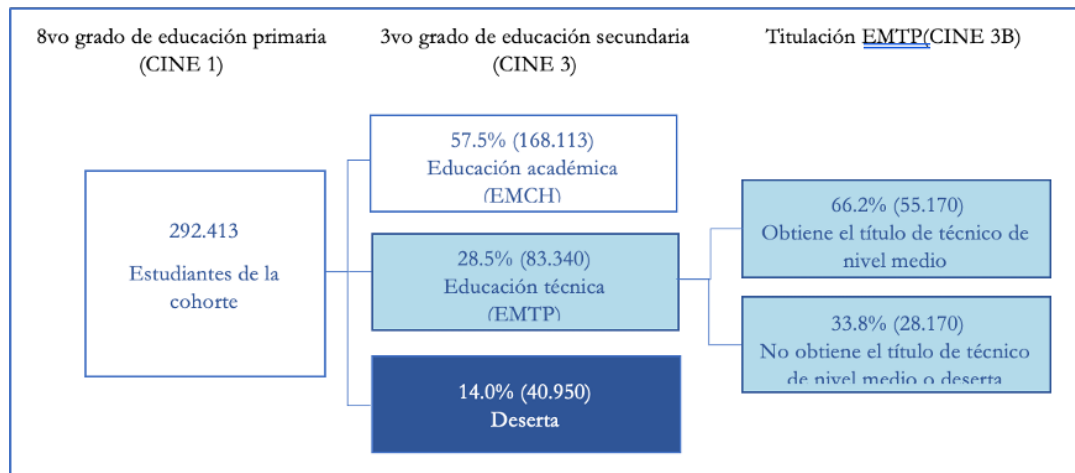 8vo grado de educación primaria
(CINE 1)
3vo grado de educación secundaria
(CINE 3)
Titulación EMTP(CINE 3B)
292.413
Estudiantes de la
cohorte
57.5% (168.113)
Educación académica
(EMCH)
28.5% (83.340)
Educación técnica
(EMTP)
14.0% (40.950)
Deserta
66.2% (55.170)
Obtiene el título de técnico de
nivel medio
33.8% (28.170)
No obtiene el título de técnico
de nivel medio o deserta